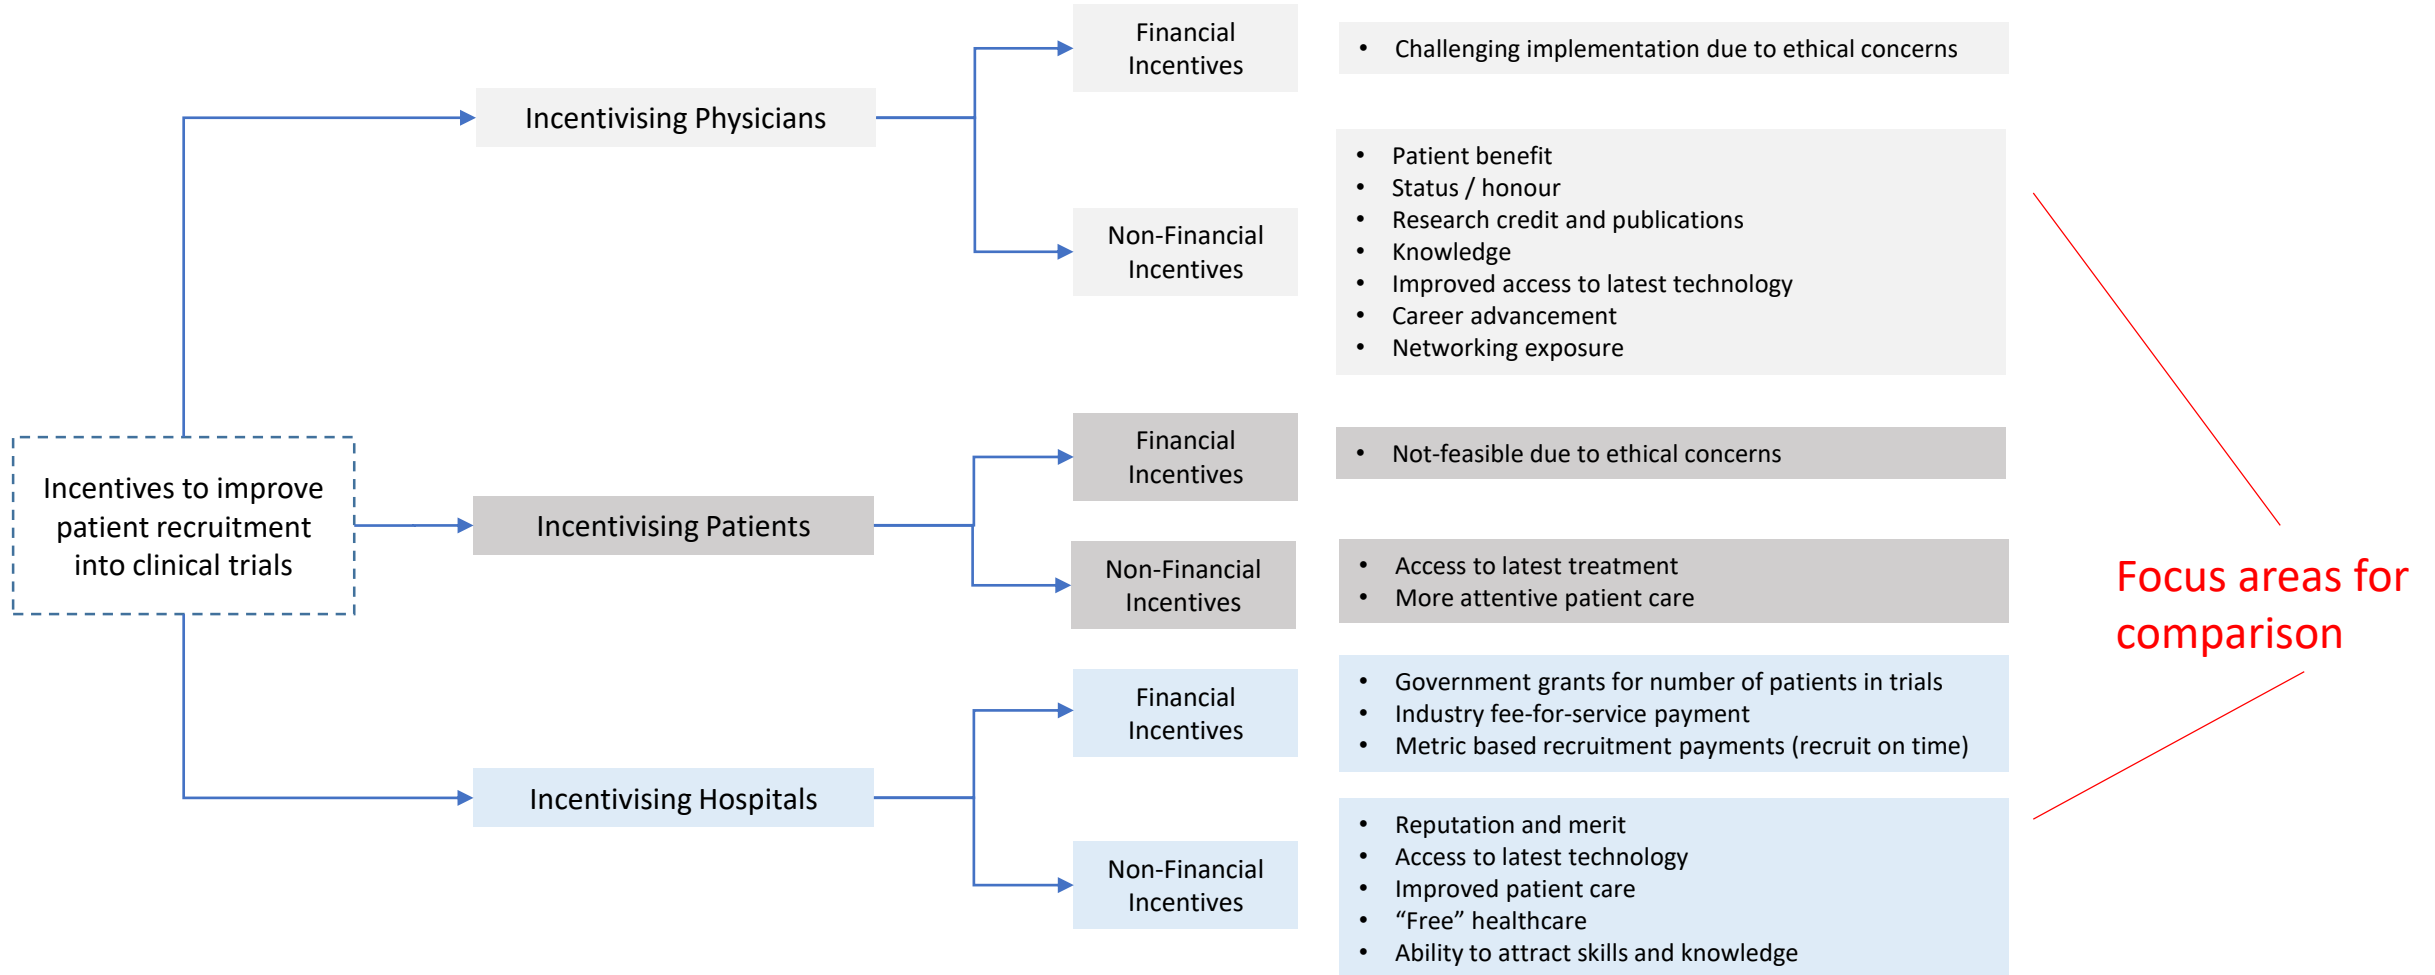 Incentives to improve
patient recruitment
into clinical trials
Incentivising Physicians
Financial
Incentives
• Challenging implementation due to ethical concerns
Non-Financial
Incentives
• Patient benefit
• Status / honour
• Research credit and publications
• Knowledge
• Improved access to latest technology
• Career advancement
• Networking exposure
Incentivising Patients
Financial
Incentives
• Not-feasible due to ethical concerns
Non-Financial
Incentives
• Access to latest treatment
• More attentive patient care
Incentivising Hospitals
Financial
Incentives
• Government grants for number of patients in trials
• Industry fee-for-service payment
• Metric based recruitment payments (recruit on time)
Non-Financial
Incentives
• Reputation and merit
• Access to latest technology
• Improved patient care
• “Free” healthcare
• Ability to attract skills and knowledge
Focus areas for
comparison